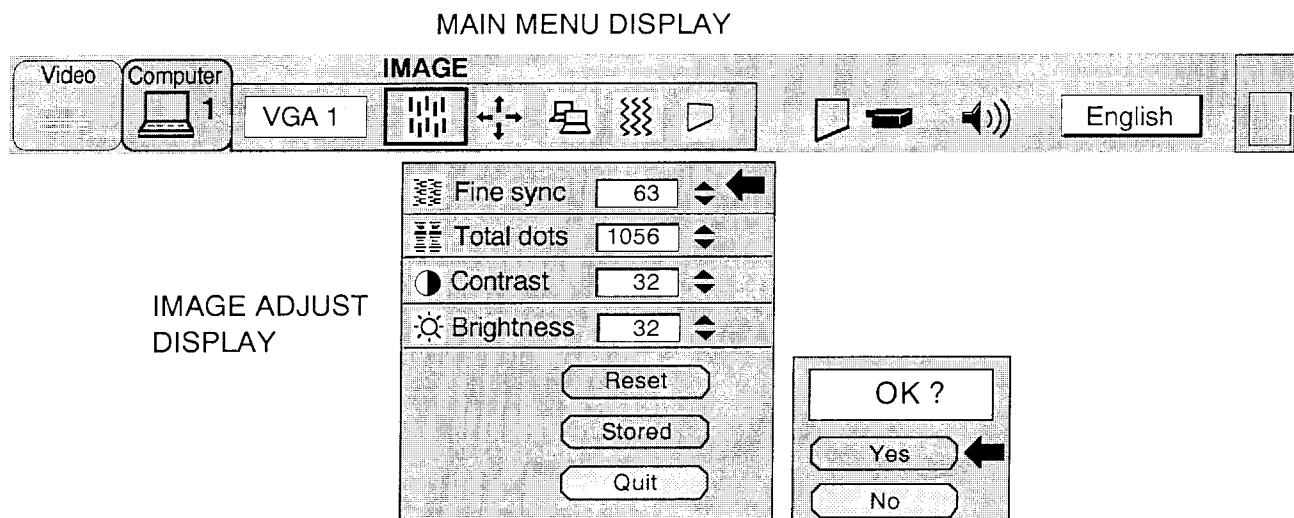 MAIN MENU DISPLAY
IMAGE
Video
Computer
1
VGA 1
English
Fine sync 63
Total dots 1056
Contrast 32
Brightness 32
IMAGE ADJUST
DISPLAY
Reset
Stored
Quit
OK ?
Yes
No